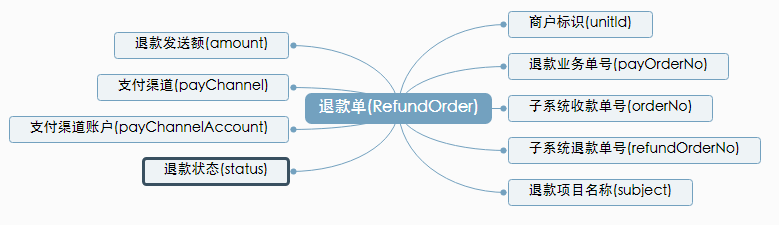 退款单(RefundOrder)
商户标识(unitId)
退款业务单号(payOrderNo)
子系统收款单号(orderNo)
子系统退款单号(refundOrderNo)
退款项目名称(subject)
退款发送额(amount)
支付渠道(payChannel)
支付渠道账户(payChannelAccount)
退款状态(status)